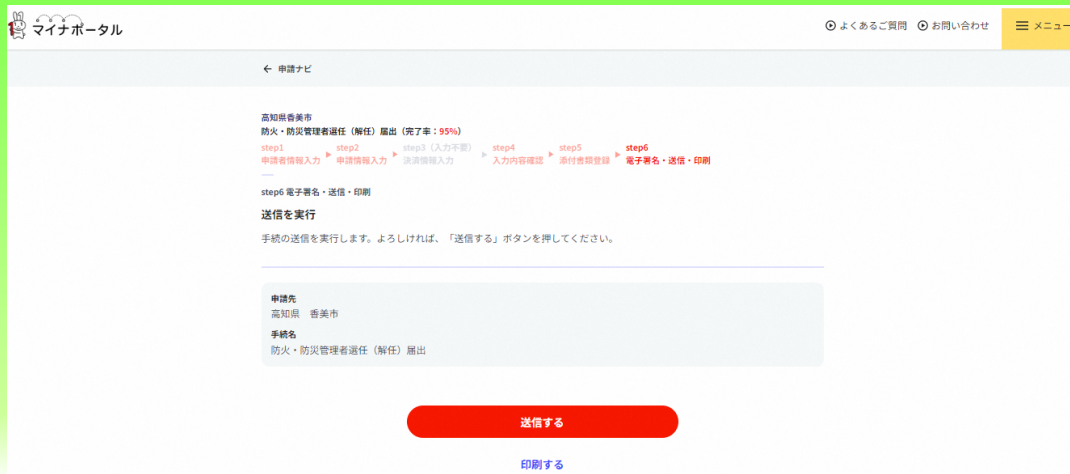 マイナポータル
よくあるご質問 お問い合わせ メニュー
← 申請ナビ
高知県香美市
防火・防災管理者選任（解任）届出（完了率：95%）
step1 step2 step3（入力不要） step4 step5 step6
申請者情報入力 ▶ 申請情報入力 ▶ 決済情報入力 ▶ 入力内容確認 ▶ 添付書類登録 ▶ 電子署名・送信・印刷
step6 電子署名・送信・印刷
送信を実行
手続の送信を実行します。よろしければ、「送信する」ボタンを押してください。
申請先
高知県　香美市
手続名
防火・防災管理者選任（解任）届出
送信する
印刷する